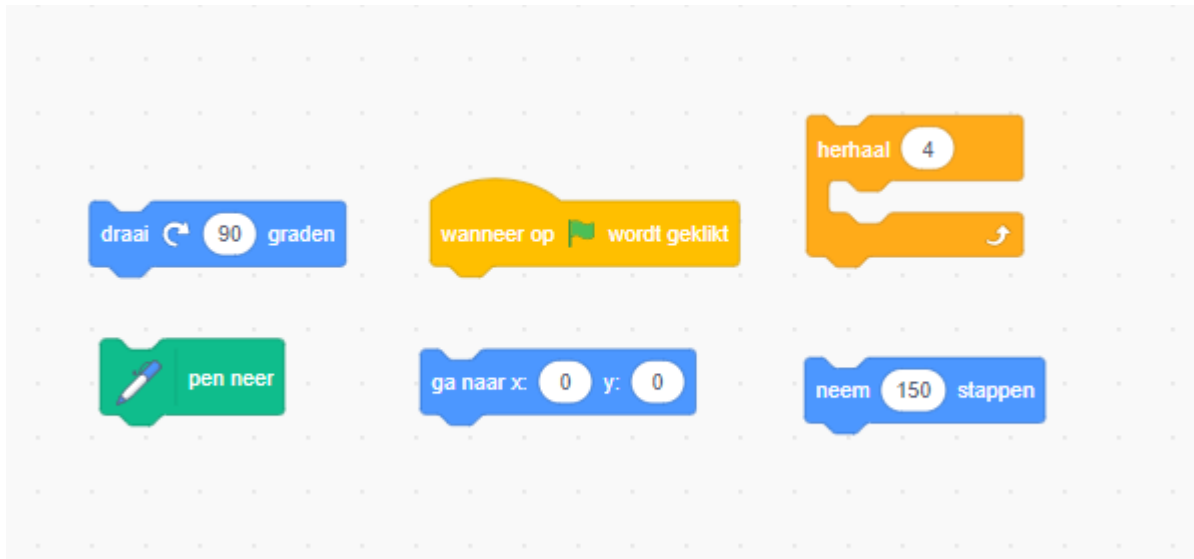 herhaal 4
draai 90 graden
wanneer op wordt geklikt
pen neer
ga naar x: 0 y: 0
neem 150 stappen